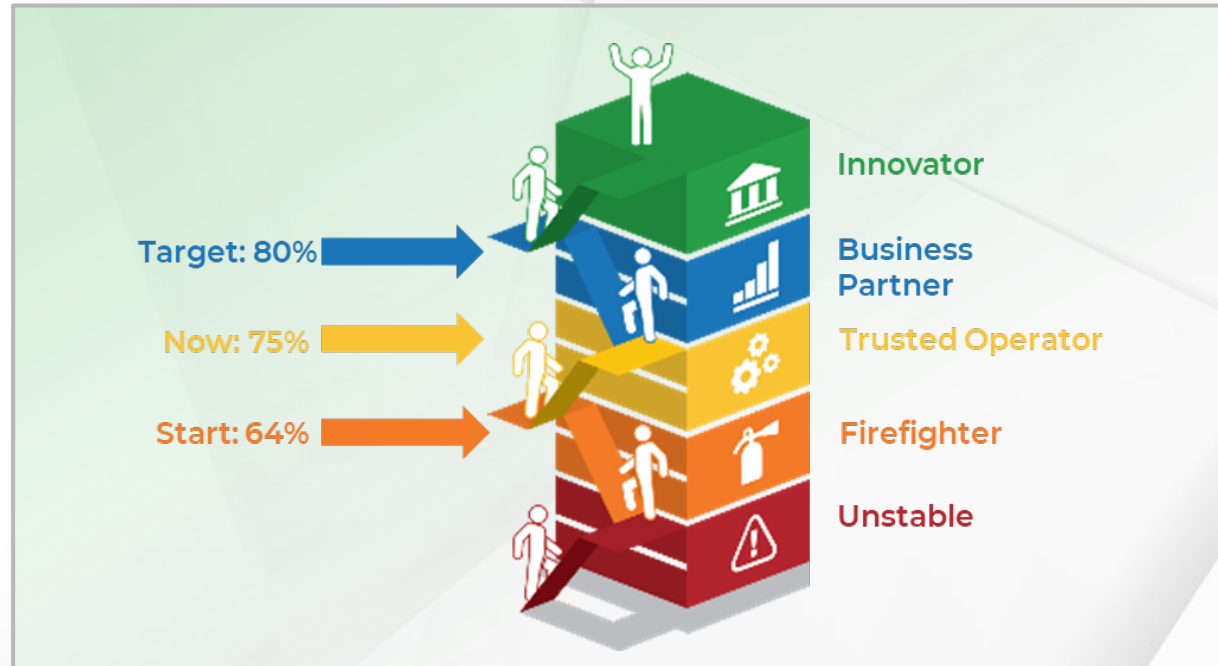 Innovator
Target: 80%
Business
Partner
Now: 75%
Trusted Operator
Start: 64%
Firefighter
Unstable